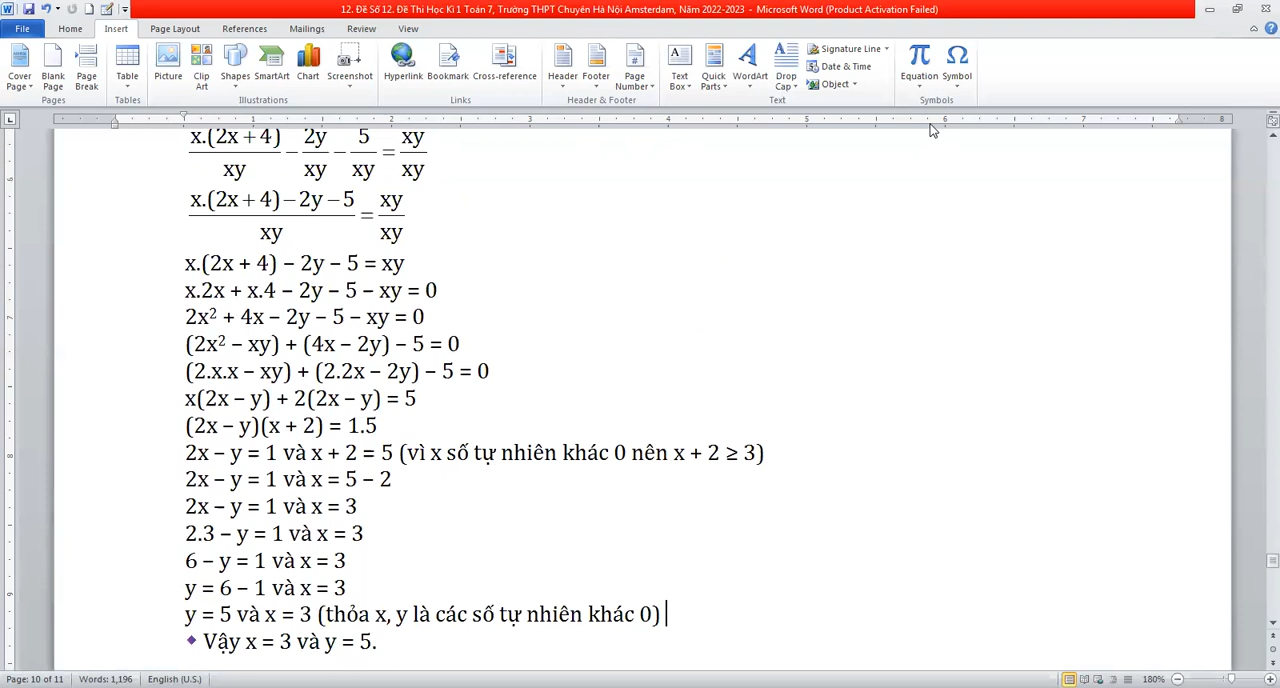 12. Đề Số 12. Đề Thi Học Kì 1 Toán 7, Trường THPT Chuyên Hà Nội Amsterdam, Năm 2022-2023 - Microsoft Word (Product Activation Failed)
File Home Insert Page Layout References Mailings Review View
Cover Page Blank Page Page Break Table Picture Clip Art Shapes SmartArt Chart Screenshot Hyperlink Bookmark Cross-reference Header Footer Page Number Text Box Quick Parts WordArt Drop Cap Signature Line Date & Time Object Equation Symbol
Pages Tables Illustrations Links Header & Footer Text Symbols
1 2 3 4 5 6 7 8
x.(2x + 4)/xy − 2y/xy − 5/xy = xy/xy
x.(2x + 4) − 2y − 5/xy = xy/xy
x.(2x + 4) − 2y − 5 = xy
x.2x + x.4 − 2y − 5 − xy = 0
2x² + 4x − 2y − 5 − xy = 0
(2x² − xy) + (4x − 2y) − 5 = 0
(2.x.x − xy) + (2.2x − 2y) − 5 = 0
x(2x − y) + 2(2x − y) = 5
(2x − y)(x + 2) = 1.5
2x − y = 1 và x + 2 = 5 (vì x số tự nhiên khác 0 nên x + 2 ≥ 3)
2x − y = 1 và x = 5 − 2
2x − y = 1 và x = 3
2.3 − y = 1 và x = 3
6 − y = 1 và x = 3
y = 6 − 1 và x = 3
y = 5 và x = 3 (thỏa x, y là các số tự nhiên khác 0)
Vậy x = 3 và y = 5.
Page: 10 of 11 Words: 1,196 English (U.S.) 180%